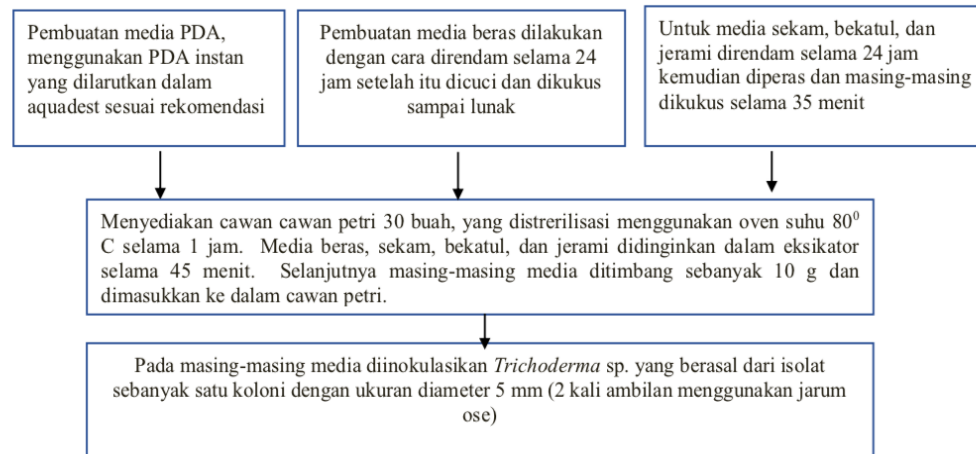 Pembuatan media PDA,
menggunakan PDA instan
yang dilarutkan dalam
aquadest sesuai rekomendasi
Pembuatan media beras dilakukan
dengan cara direndam selama 24
jam setelah itu dicuci dan dikukus
sampai lunak
Untuk media sekam, bekatul, dan
jerami direndam selama 24 jam
kemudian diperas dan masing-masing
dikukus selama 35 menit
Menyediakan cawan cawan petri 30 buah, yang distrerilisasi menggunakan oven suhu 80⁰
C selama 1 jam. Media beras, sekam, bekatul, dan jerami didinginkan dalam eksikator
selama 45 menit. Selanjutnya masing-masing media ditimbang sebanyak 10 g dan
dimasukkan ke dalam cawan petri.
Pada masing-masing media diinokulasikan Trichoderma sp. yang berasal dari isolat
sebanyak satu koloni dengan ukuran diameter 5 mm (2 kali ambilan menggunakan jarum
ose)